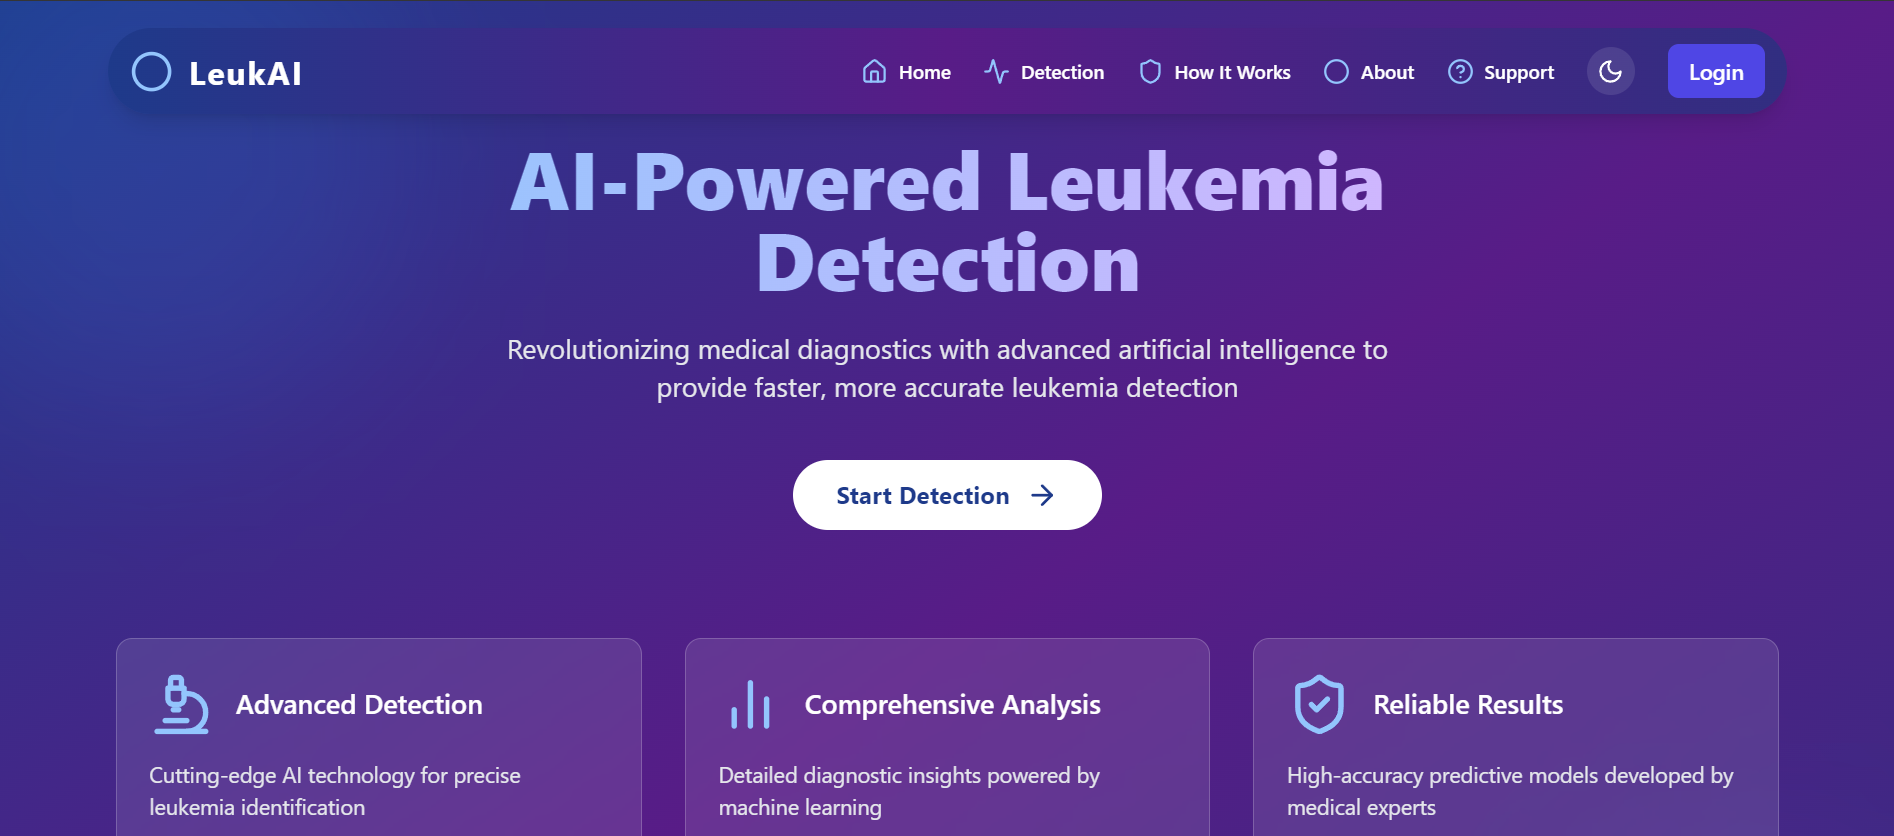 LeukAI
Home Detection How It Works About Support Login
AI-Powered Leukemia
Detection
Revolutionizing medical diagnostics with advanced artificial intelligence to
provide faster, more accurate leukemia detection
Start Detection
Advanced Detection
Cutting-edge AI technology for precise
leukemia identification
Comprehensive Analysis
Detailed diagnostic insights powered by
machine learning
Reliable Results
High-accuracy predictive models developed by
medical experts